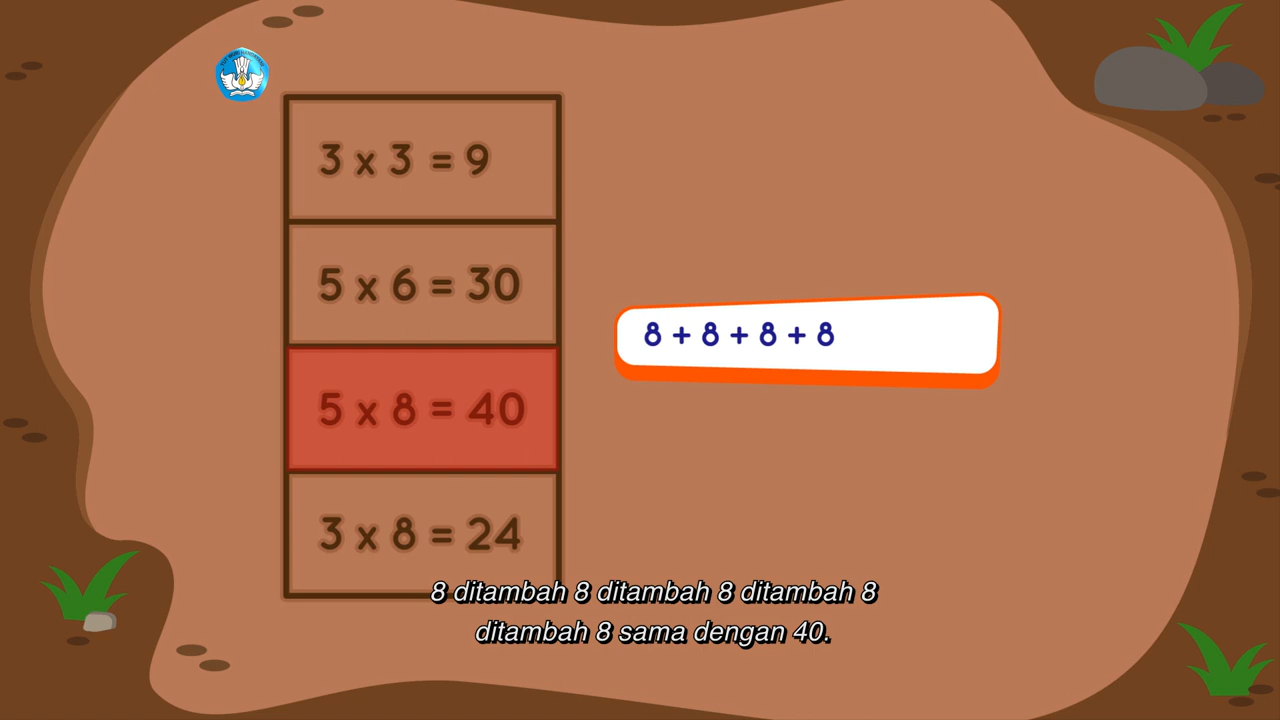 3 x 3 = 9
5 x 6 = 30
5 x 8 = 40
3 x 8 = 24
8 + 8 + 8 + 8
8 ditambah 8 ditambah 8 ditambah 8
ditambah 8 sama dengan 40.